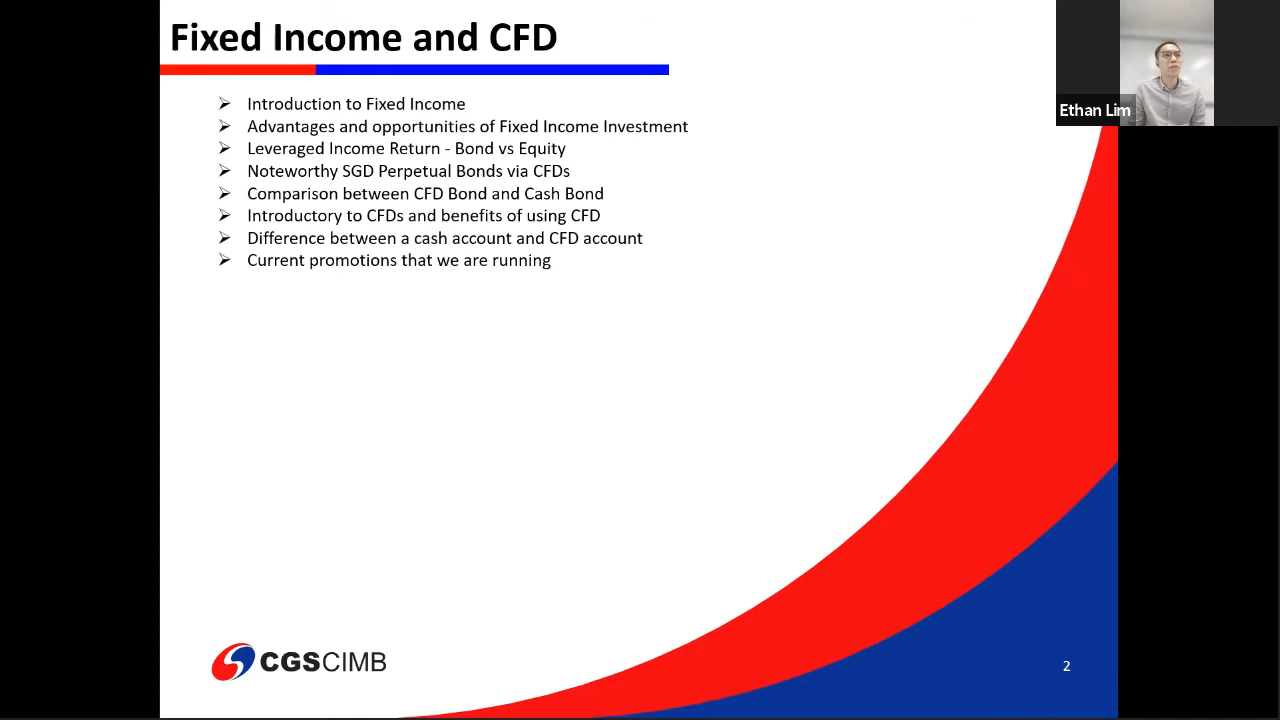 Fixed Income and CFD
Introduction to Fixed Income
Advantages and opportunities of Fixed Income Investment
Leveraged Income Return - Bond vs Equity
Noteworthy SGD Perpetual Bonds via CFDs
Comparison between CFD Bond and Cash Bond
Introductory to CFDs and benefits of using CFD
Difference between a cash account and CFD account
Current promotions that we are running
Ethan Lim
CGSCIMB
2